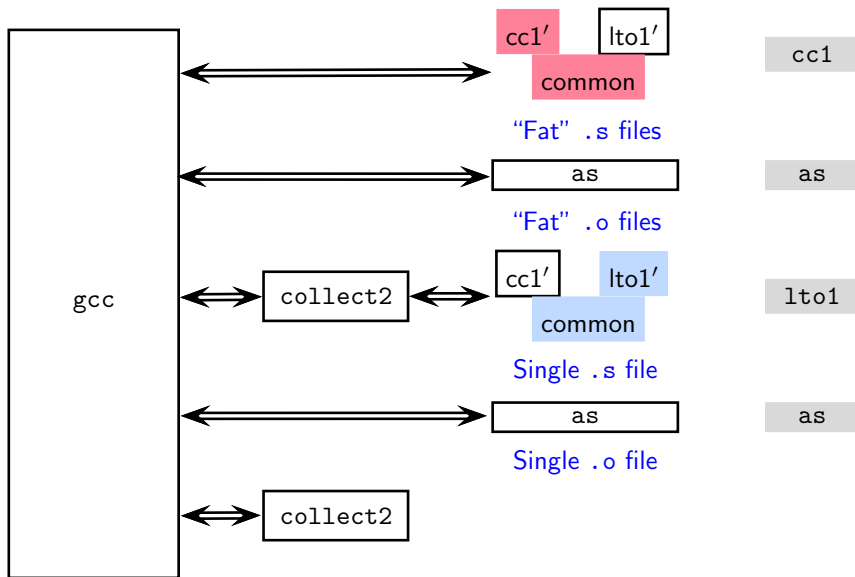 cc1′ lto1′ cc1
common
“Fat” .s files
as as
“Fat” .o files
cc1′ lto1′
gcc collect2 lto1
common
Single .s file
as as
Single .o file
collect2